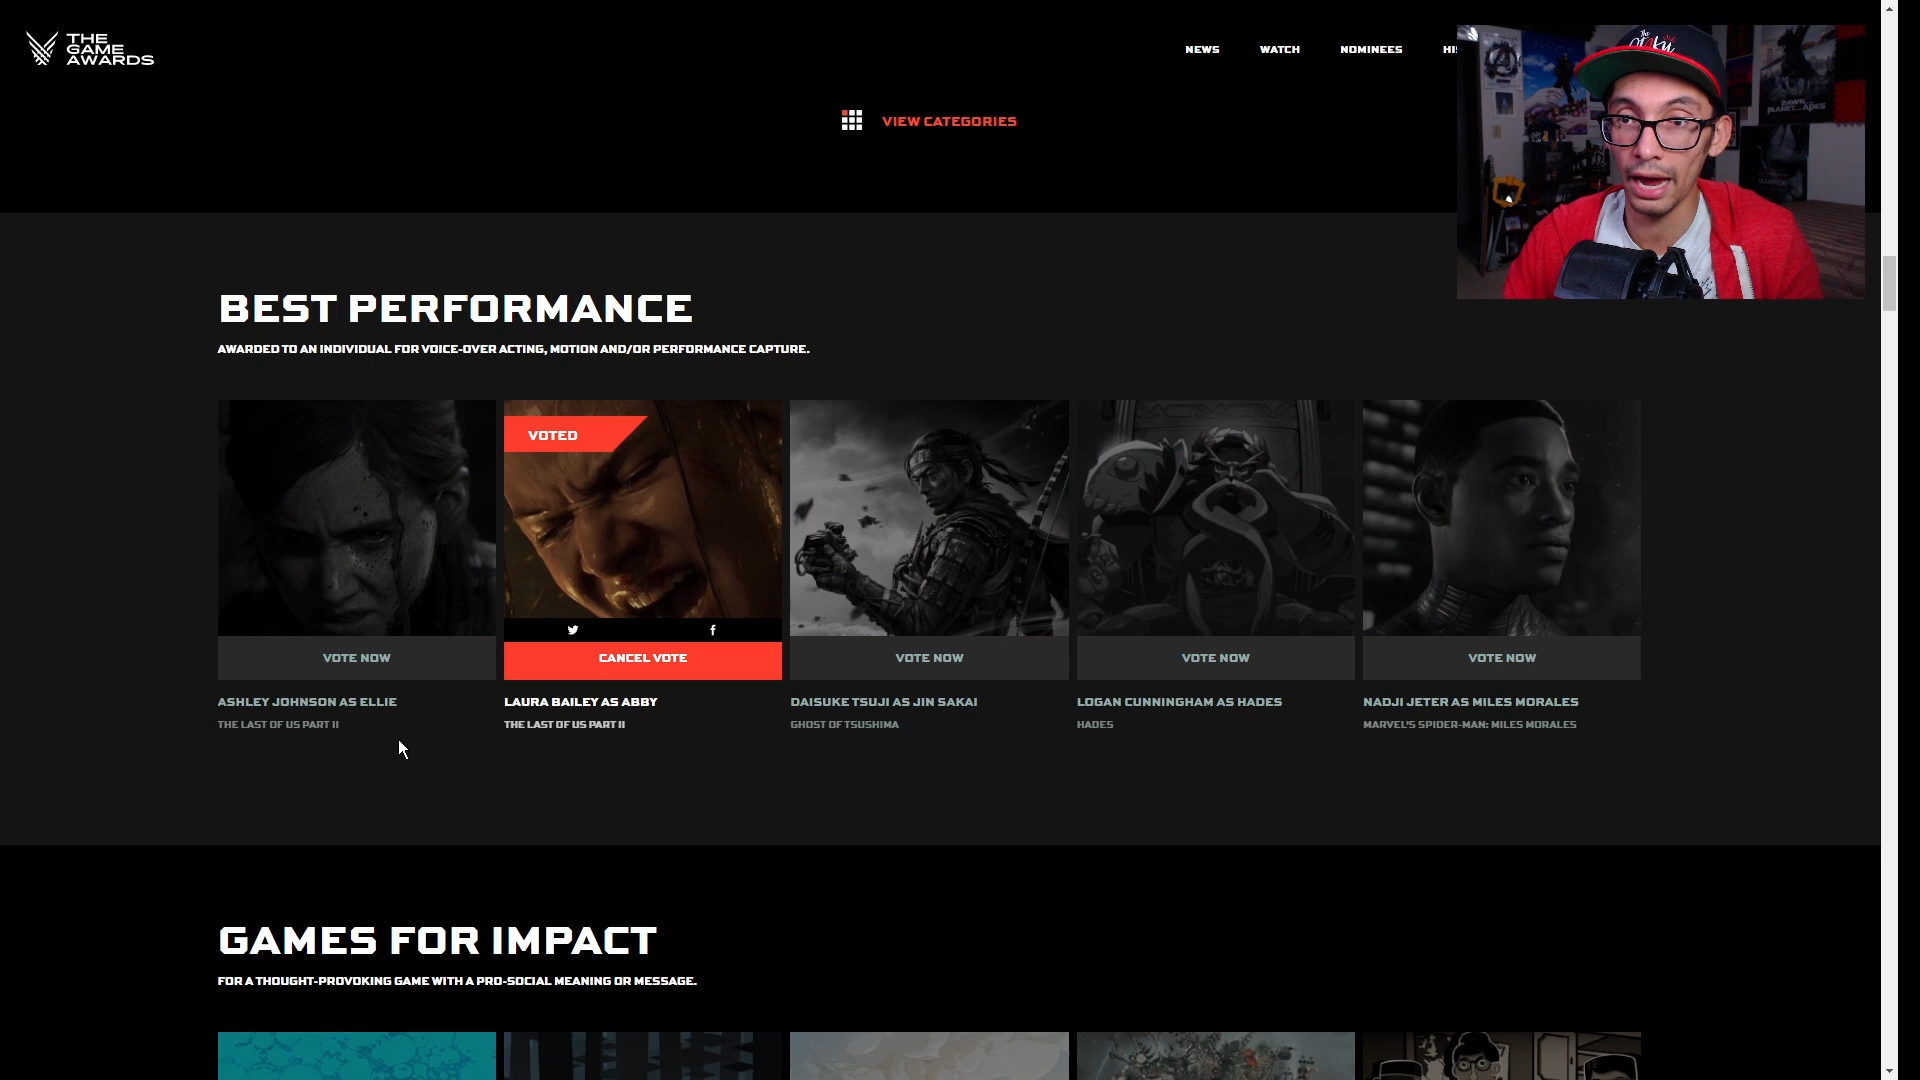 THE
GAME
AWARDS
NEWS
WATCH
NOMINEES
VIEW CATEGORIES
BEST PERFORMANCE
AWARDED TO AN INDIVIDUAL FOR VOICE-OVER ACTING, MOTION AND/OR PERFORMANCE CAPTURE.
VOTED
VOTE NOW
CANCEL VOTE
VOTE NOW
VOTE NOW
VOTE NOW
ASHLEY JOHNSON AS ELLIE
THE LAST OF US PART II
LAURA BAILEY AS ABBY
THE LAST OF US PART II
DAISUKE TSUJI AS JIN SAKAI
GHOST OF TSUSHIMA
LOGAN CUNNINGHAM AS HADES
HADES
NADJI JETER AS MILES MORALES
MARVEL'S SPIDER-MAN: MILES MORALES
GAMES FOR IMPACT
FOR A THOUGHT-PROVOKING GAME WITH A PRO-SOCIAL MEANING OR MESSAGE.